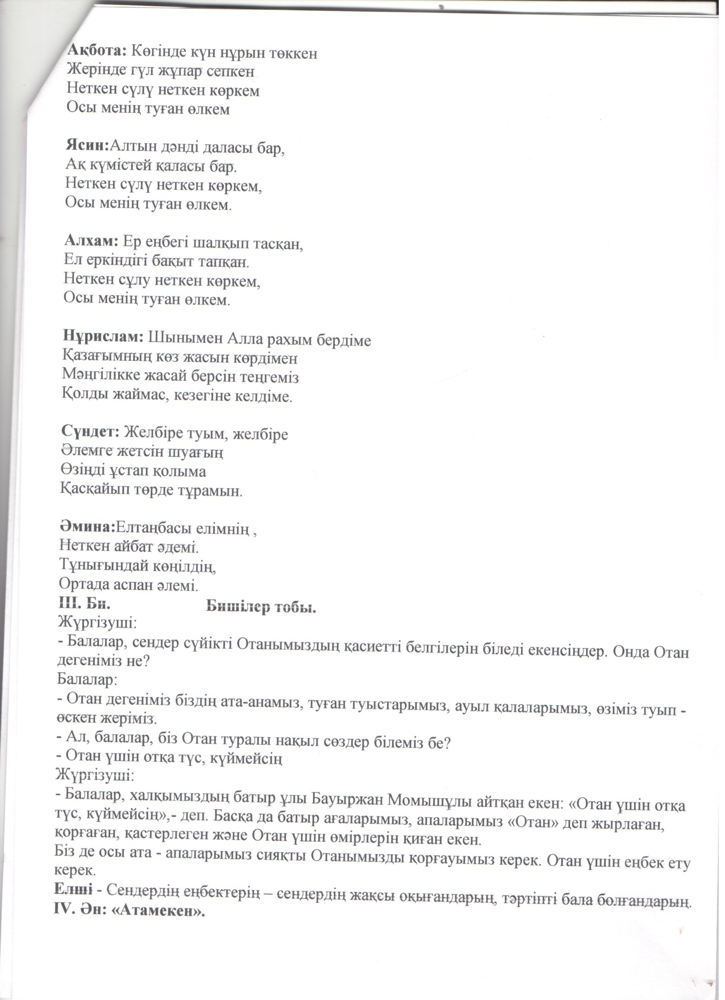 Ақбота: Көгінде күн нұрын төккен
Жерінде гүл жұпар сепкен
Неткен сүлү неткен көркем
Осы менің туған өлкем
Ясин:Алтын дәнді даласы бар,
Ақ күмістей қаласы бар.
Неткен сүлү неткен көркем,
Осы менің туған өлкем.
Алхам: Ер еңбегі шалқып тасқан,
Ел еркіндігі бақыт тапқан.
Неткен сұлу неткен көркем,
Осы менің туған өлкем.
Нұрислам: Шынымен Алла рахым бердіме
Қазағымның көз жасын көрдімен
Мәңгілікке жасай берсін теңгеміз
Қолды жаймас, кезегіне келдіме.
Сүндет: Желбіре туым, желбіре
Әлемге жетсін шуағың
Өзіңді ұстап қолыма
Қасқайып төрде тұрамын.
Әмина:Елтаңбасы елімнің ,
Неткен айбат әдемі.
Тұнығындай көңілдің,
Ортада аспан әлемі.
III. Би. Бишілер тобы.
Жүргізуші:
- Балалар, сендер сүйікті Отанымыздың қасиетті белгілерін біледі екенсіңдер. Онда Отан
дегеніміз не?
Балалар:
- Отан дегеніміз біздің ата-анамыз, туған туыстарымыз, ауыл қалаларымыз, өзіміз туып -
өскен жеріміз.
- Ал, балалар, біз Отан туралы нақыл сөздер білеміз бе?
- Отан үшін отқа түс, күймейсің
Жүргізуші:
- Балалар, халқымыздың батыр ұлы Бауыржан Момышұлы айтқан екен: «Отан үшін отқа
түс, күймейсің»,- деп. Басқа да батыр ағаларымыз, апаларымыз «Отан» деп жырлаған,
қорғаған, қастерлеген және Отан үшін өмірлерін қиған екен.
Біз де осы ата - апаларымыз сияқты Отанымызды қорғауымыз керек. Отан үшін еңбек ету
керек.
Елші - Сендердің еңбектерің – сендердің жақсы оқығандарың, тәртіпті бала болғандарың.
IV. Ән: «Атамекен».